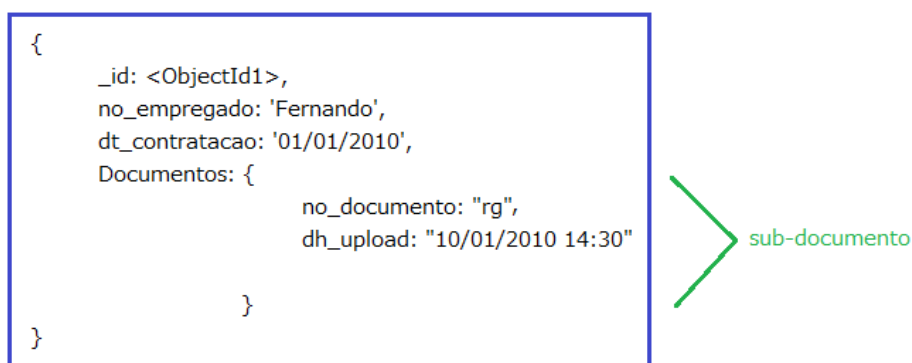 {
_id: <ObjectId1>,
no_empregado: 'Fernando',
dt_contratacao: '01/01/2010',
Documentos: {
no_documento: "rg",
dh_upload: "10/01/2010 14:30"
sub-documento
}
}